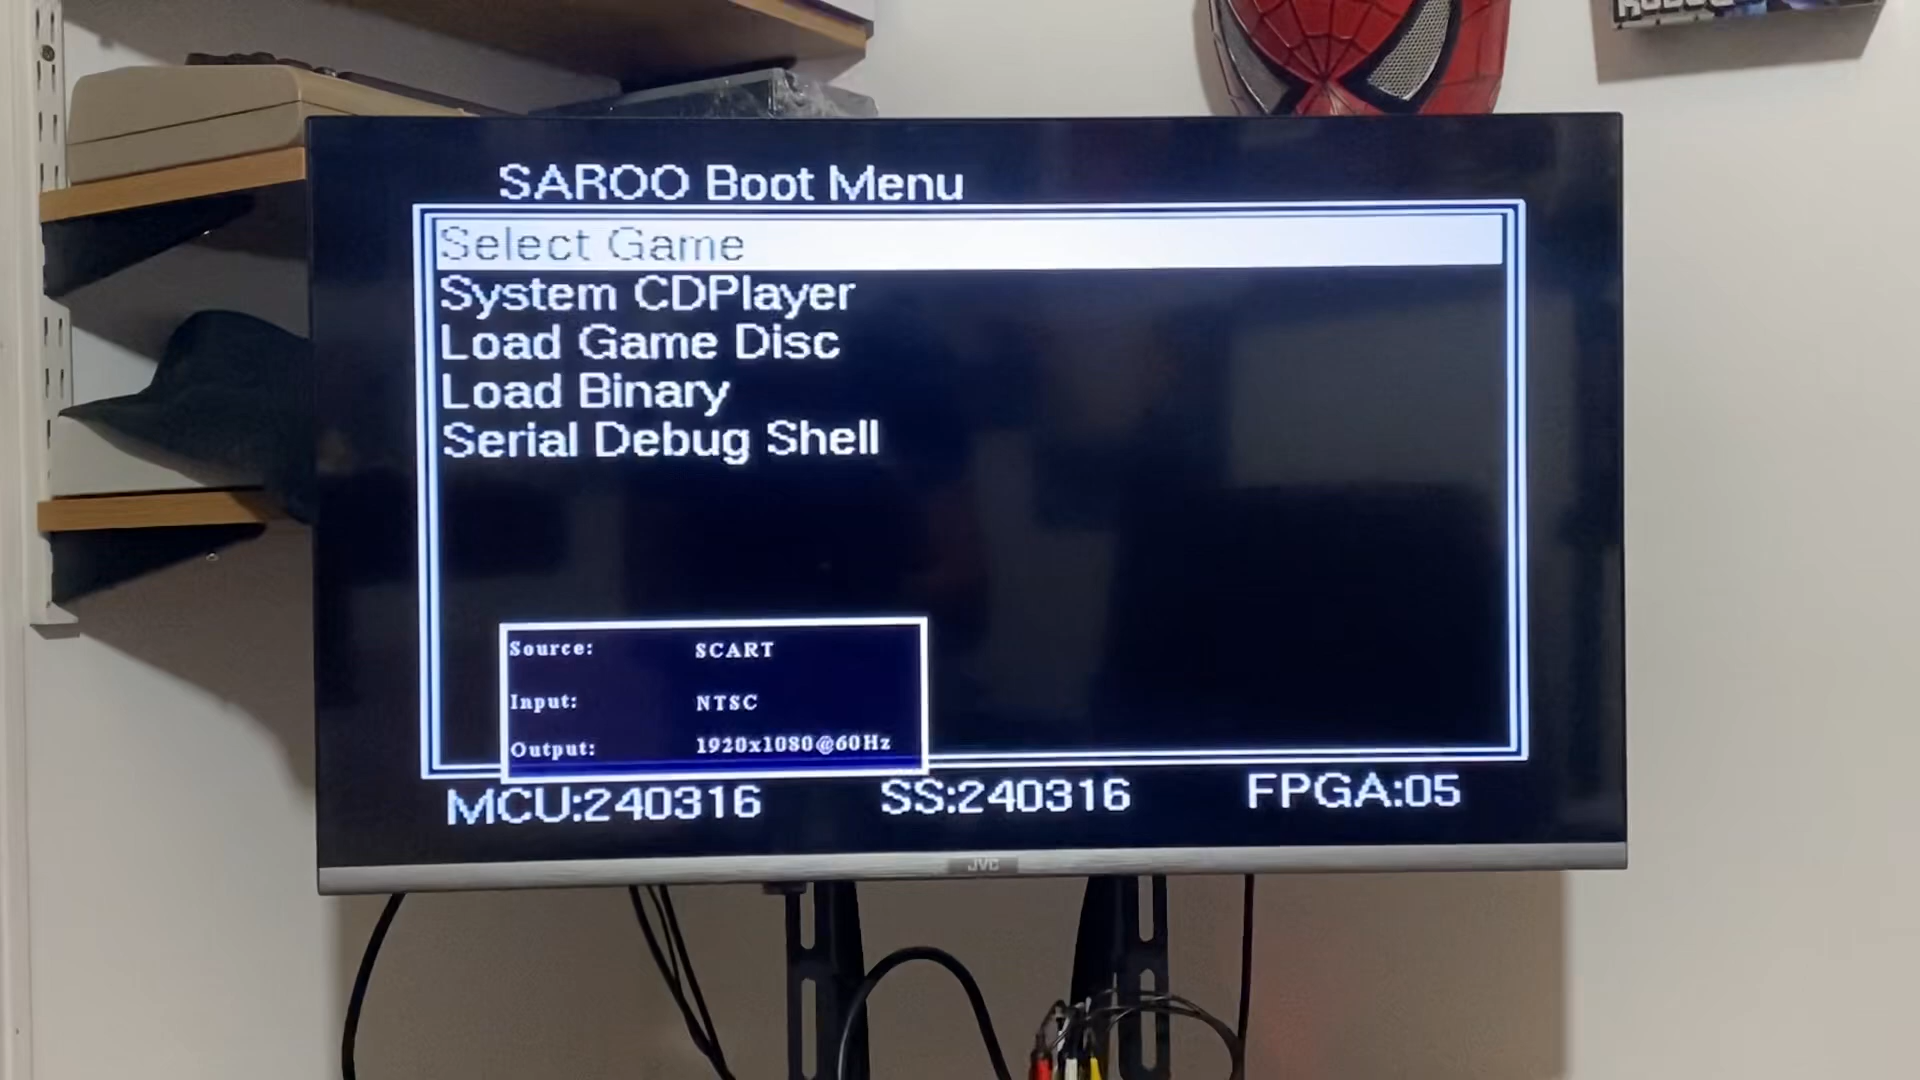 SAROO Boot Menu
Select Game
System CDPlayer
Load Game Disc
Load Binary
Serial Debug Shell
Source: SCART
Input: NTSC
Output: 1920x1080@60Hz
MCU:240316 SS:240316 FPGA:05
JVC